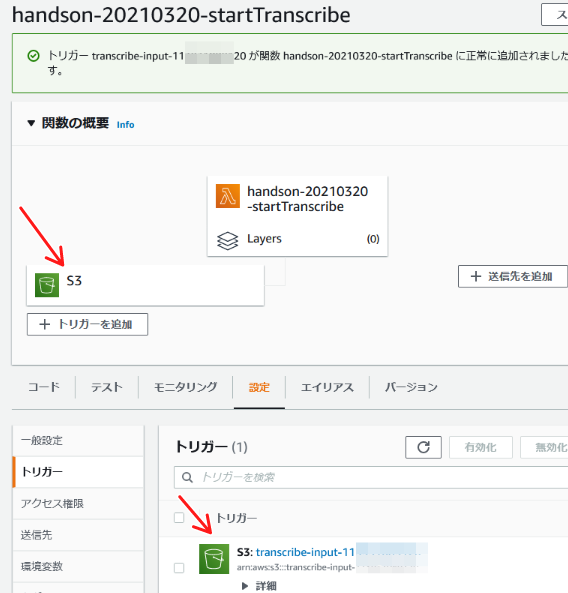 handson-20210320-startTranscribe
ス
トリガー transcribe-input-11 20 が関数 handson-20210320-startTranscribe に正常に追加されました
す。
▼ 関数の概要 Info
handson-20210320
-startTranscribe
Layers (0)
S3
+ 送信先を追加
+ トリガーを追加
コード テスト モニタリング 設定 エイリアス バージョン
一般設定
トリガー
アクセス権限
送信先
環境変数
トリガー (1)
有効化 無効化
トリガーを検索
トリガー
S3: transcribe-input-11
arn:aws:s3:::transcribe-input-
▶ 詳細